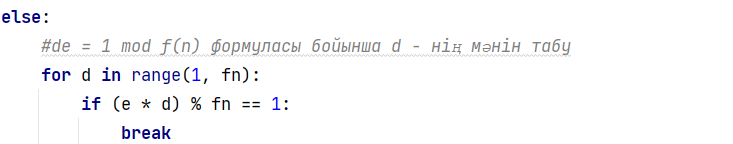 else:
#de = 1 mod f(n) формуласы бойынша d - нің мәнін табу
for d in range(1, fn):
if (e * d) % fn == 1:
break